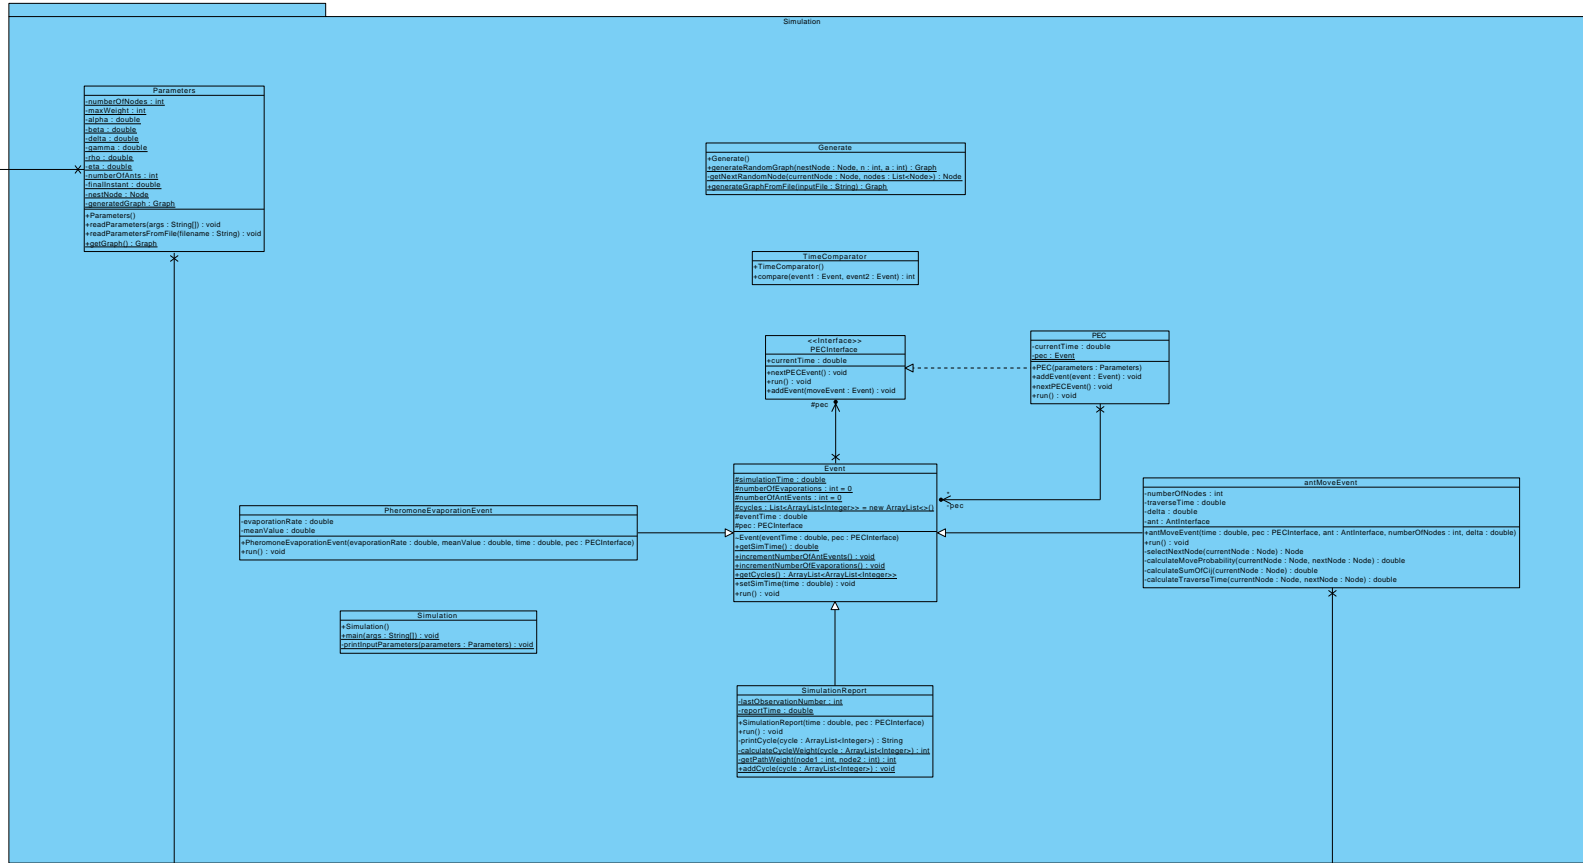 Simulation
Parameters
-numberOfNodes : int
-maxWeight : int
-alpha : double
-beta : double
-delta : double
-gamma : double
-rho : double
-eta : double
-numberOfAnts : int
-finalInstant : double
-nestNode : Node
-generatedGraph : Graph
+Parameters()
+readParameters(args : String[]) : void
+readParametersFromFile(filename : String) : void
+getGraph() : Graph
Generate
+Generate()
+generateRandomGraph(nestNode : Node, n : int, a : int) : Graph
-getNextRandomNode(currentNode : Node, nodes : List<Node>) : Node
+generateGraphFromFile(inputFile : String) : Graph
TimeComparator
+TimeComparator()
+compare(event1 : Event, event2 : Event) : int
<<Interface>>
PECInterface
+currentTime : double
+nextPECEvent() : void
+run() : void
+addEvent(moveEvent : Event) : void
#pec
PEC
-currentTime : double
-pec : Event
+PEC(parameters : Parameters)
+addEvent(event : Event) : void
+nextPECEvent() : void
+run() : void
*
-pec
Event
#simulationTime : double
#numberOfEvaporations : int = 0
#numberOfAntEvents : int = 0
#cycles : List<ArrayList<Integer>> = new ArrayList<>()
#eventTime : double
#pec : PECInterface
~Event(eventTime : double, pec : PECInterface)
+getSimTime() : double
+incrementNumberOfAntEvents() : void
+incrementNumberOfEvaporations() : void
+getCycles() : ArrayList<ArrayList<Integer>>
+setSimTime(time : double) : void
+run() : void
PheromoneEvaporationEvent
-evaporationRate : double
-meanValue : double
+PheromoneEvaporationEvent(evaporationRate : double, meanValue : double, time : double, pec : PECInterface)
+run() : void
antMoveEvent
-numberOfNodes : int
-traverseTime : double
-delta : double
-ant : AntInterface
+antMoveEvent(time : double, pec : PECInterface, ant : AntInterface, numberOfNodes : int, delta : double)
+run() : void
-selectNextNode(currentNode : Node) : Node
-calculateMoveProbability(currentNode : Node, nextNode : Node) : double
-calculateSumOfCij(currentNode : Node) : double
-calculateTraverseTime(currentNode : Node, nextNode : Node) : double
Simulation
+Simulation()
+main(args : String[]) : void
-printInputParameters(parameters : Parameters) : void
SimulationReport
-lastObservationNumber : int
-reportTime : double
+SimulationReport(time : double, pec : PECInterface)
+run() : void
-printCycle(cycle : ArrayList<Integer>) : String
-calculateCycleWeight(cycle : ArrayList<Integer>) : int
-getPathWeight(node1 : int, node2 : int) : int
+addCycle(cycle : ArrayList<Integer>) : void